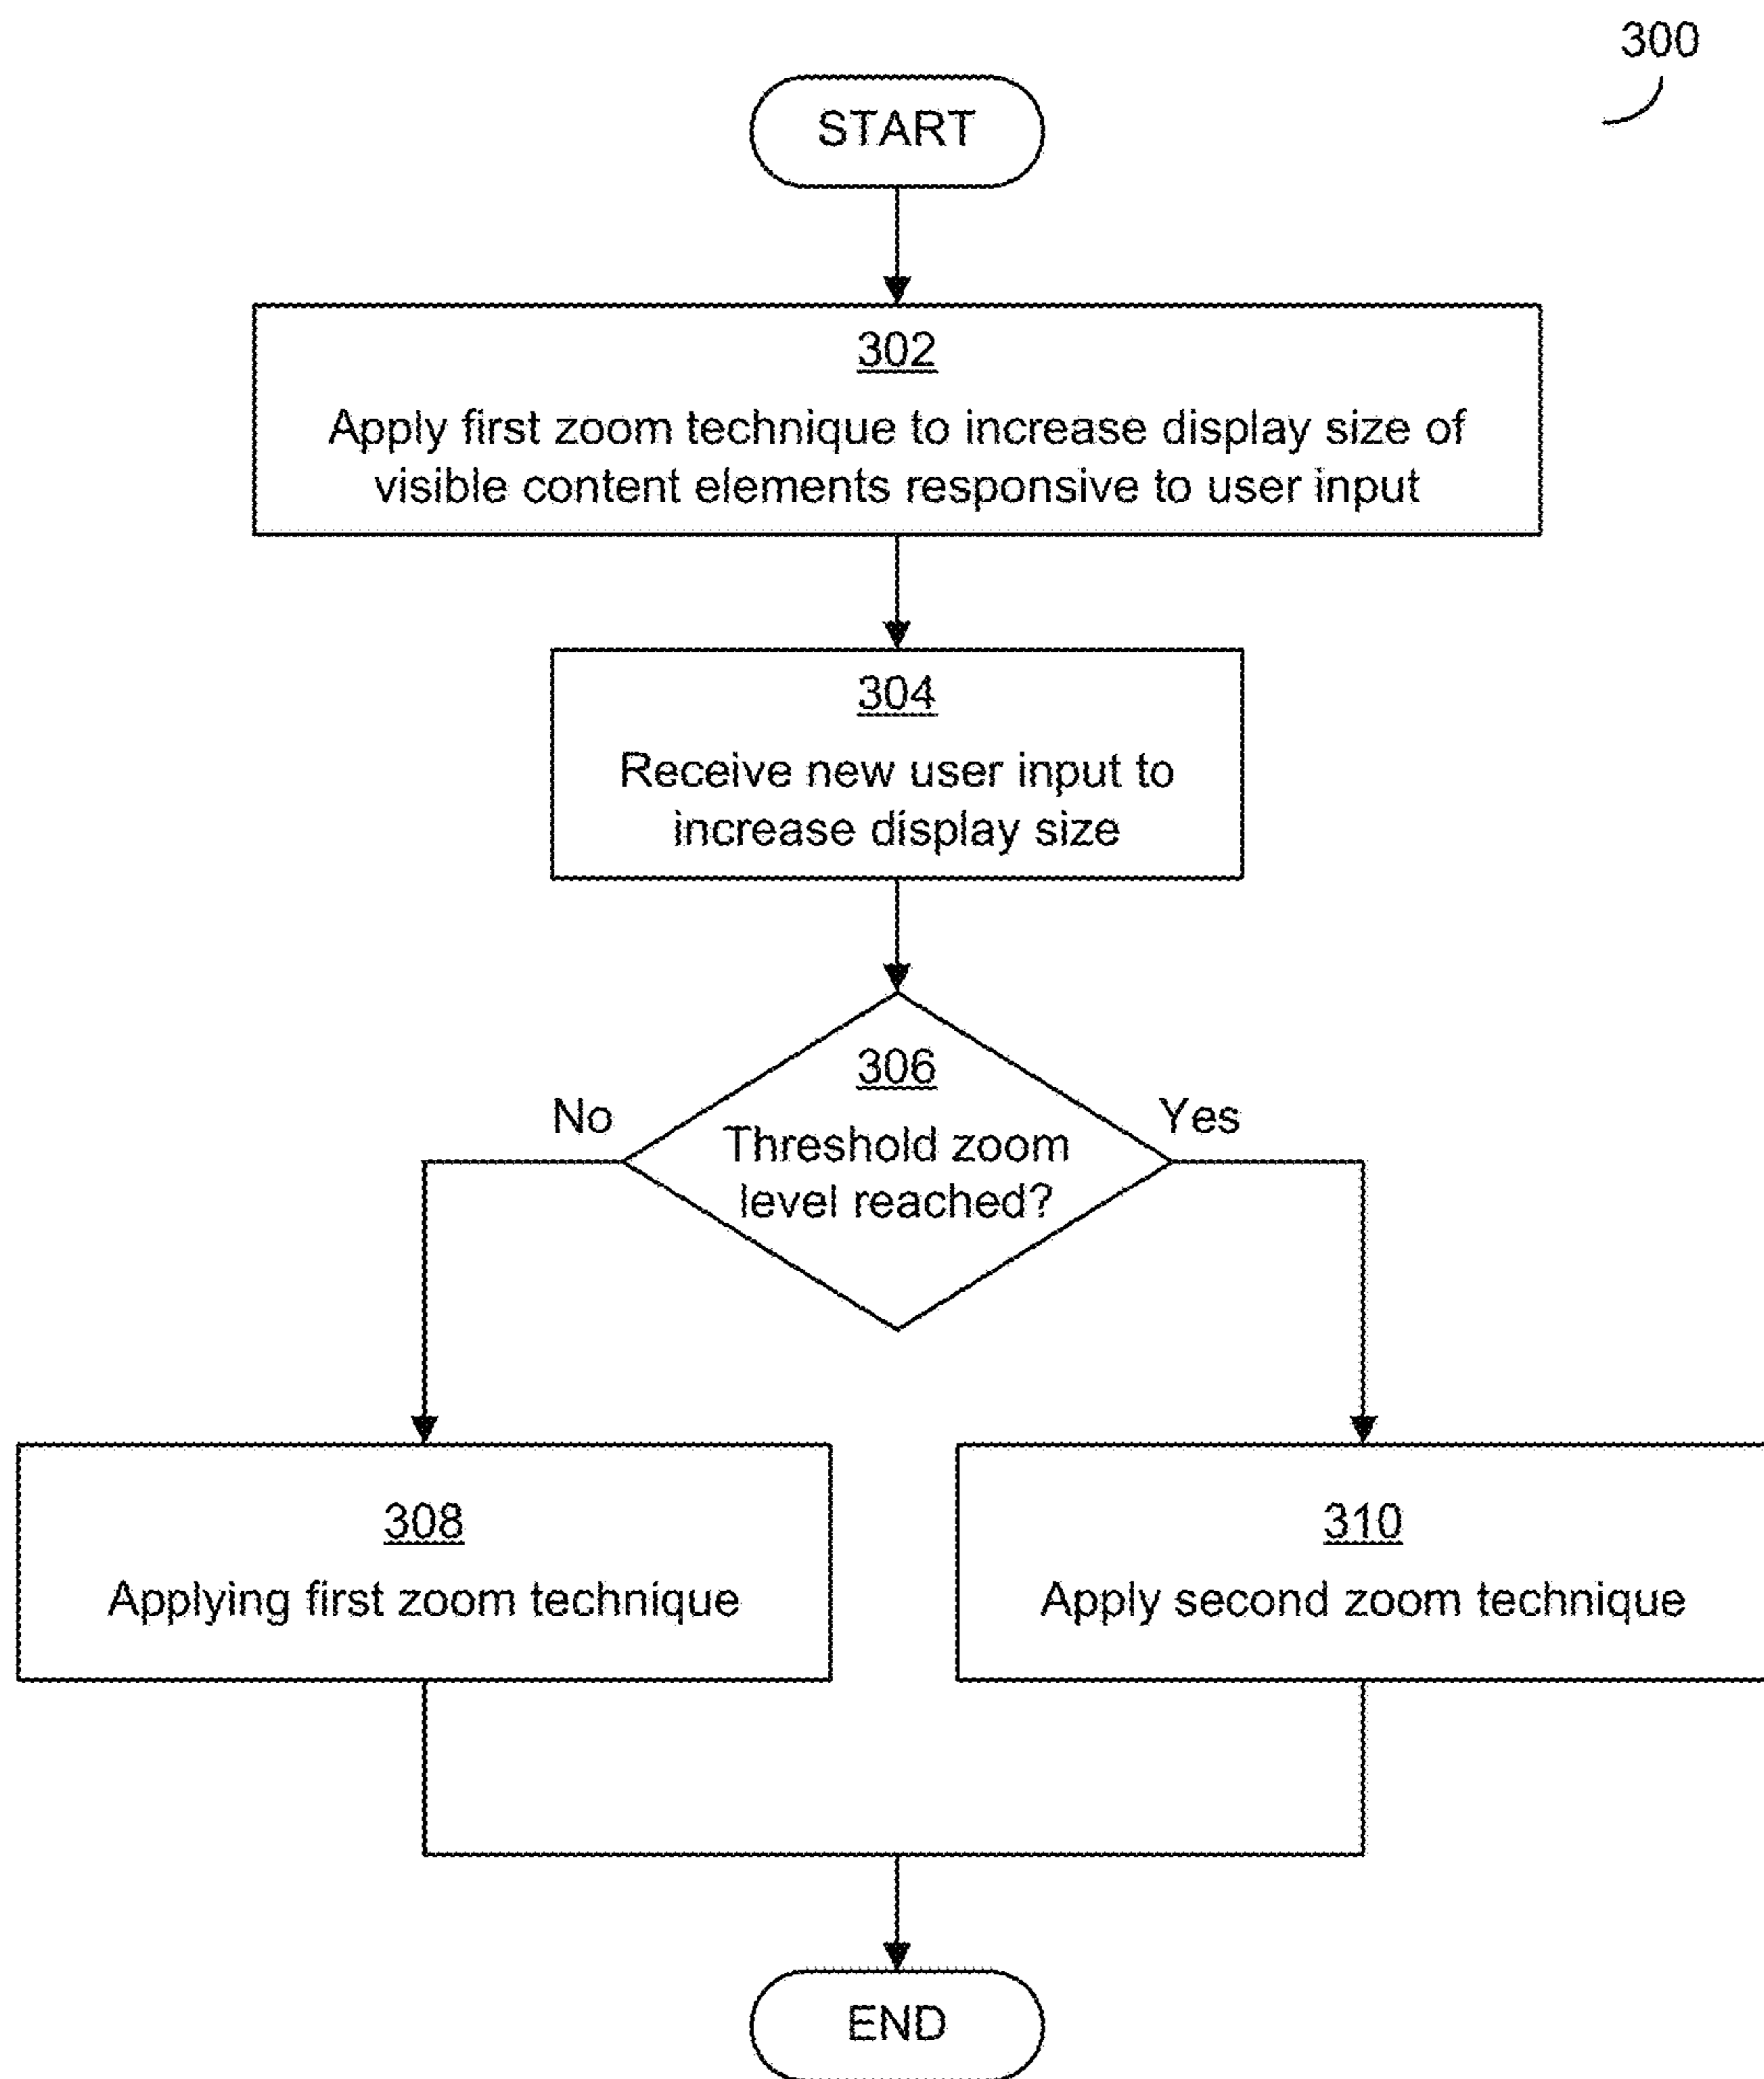 300
START
302
Apply first zoom technique to increase display size of
visible content elements responsive to user input
304
Receive new user input to
increase display size
306
No
Yes
Threshold zoom
level reached?
308
Applying first zoom technique
310
Apply second zoom technique
END